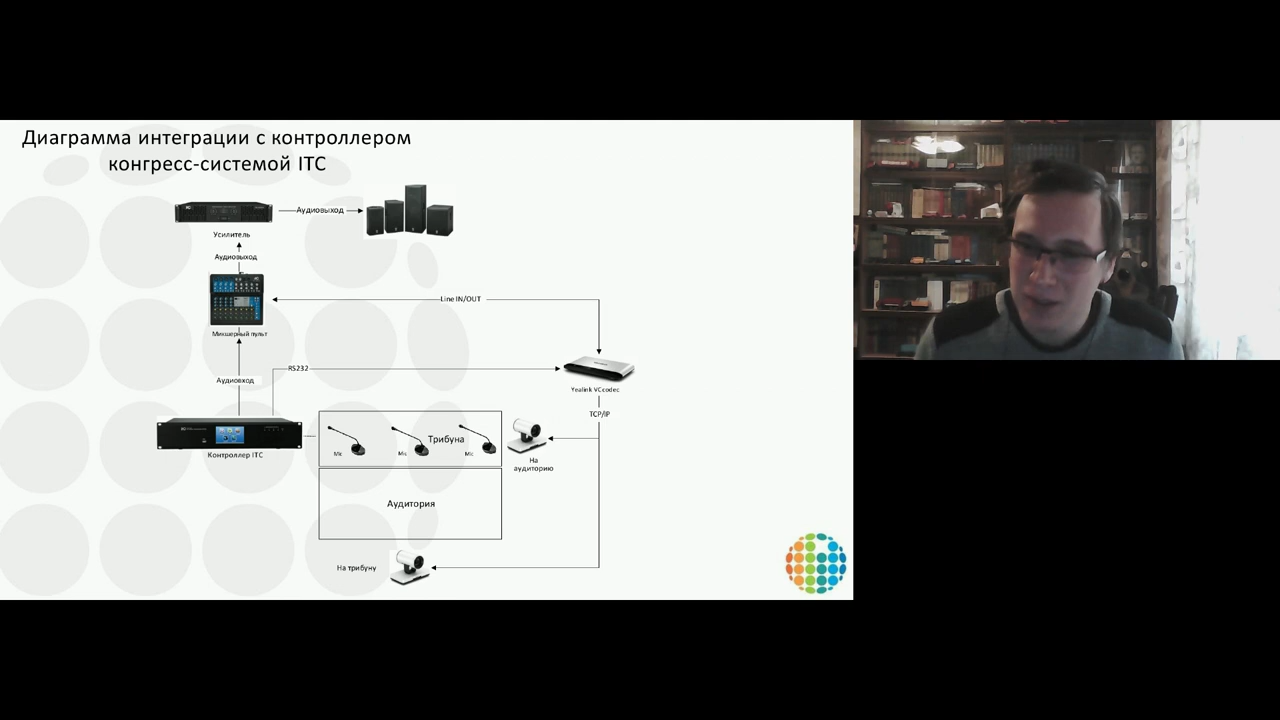 Диаграмма интеграции с контроллером
конгресс-системой ITC
Аудиовыход
Усилитель
Аудиовыход
Line IN/OUT
Микшерный пульт
RS232
Аудиовход
Yealink VCcodec
TCP/IP
Трибуна
Mic
Mic
Mic
Контроллер ITC
На
аудиторию
Аудитория
На трибуну